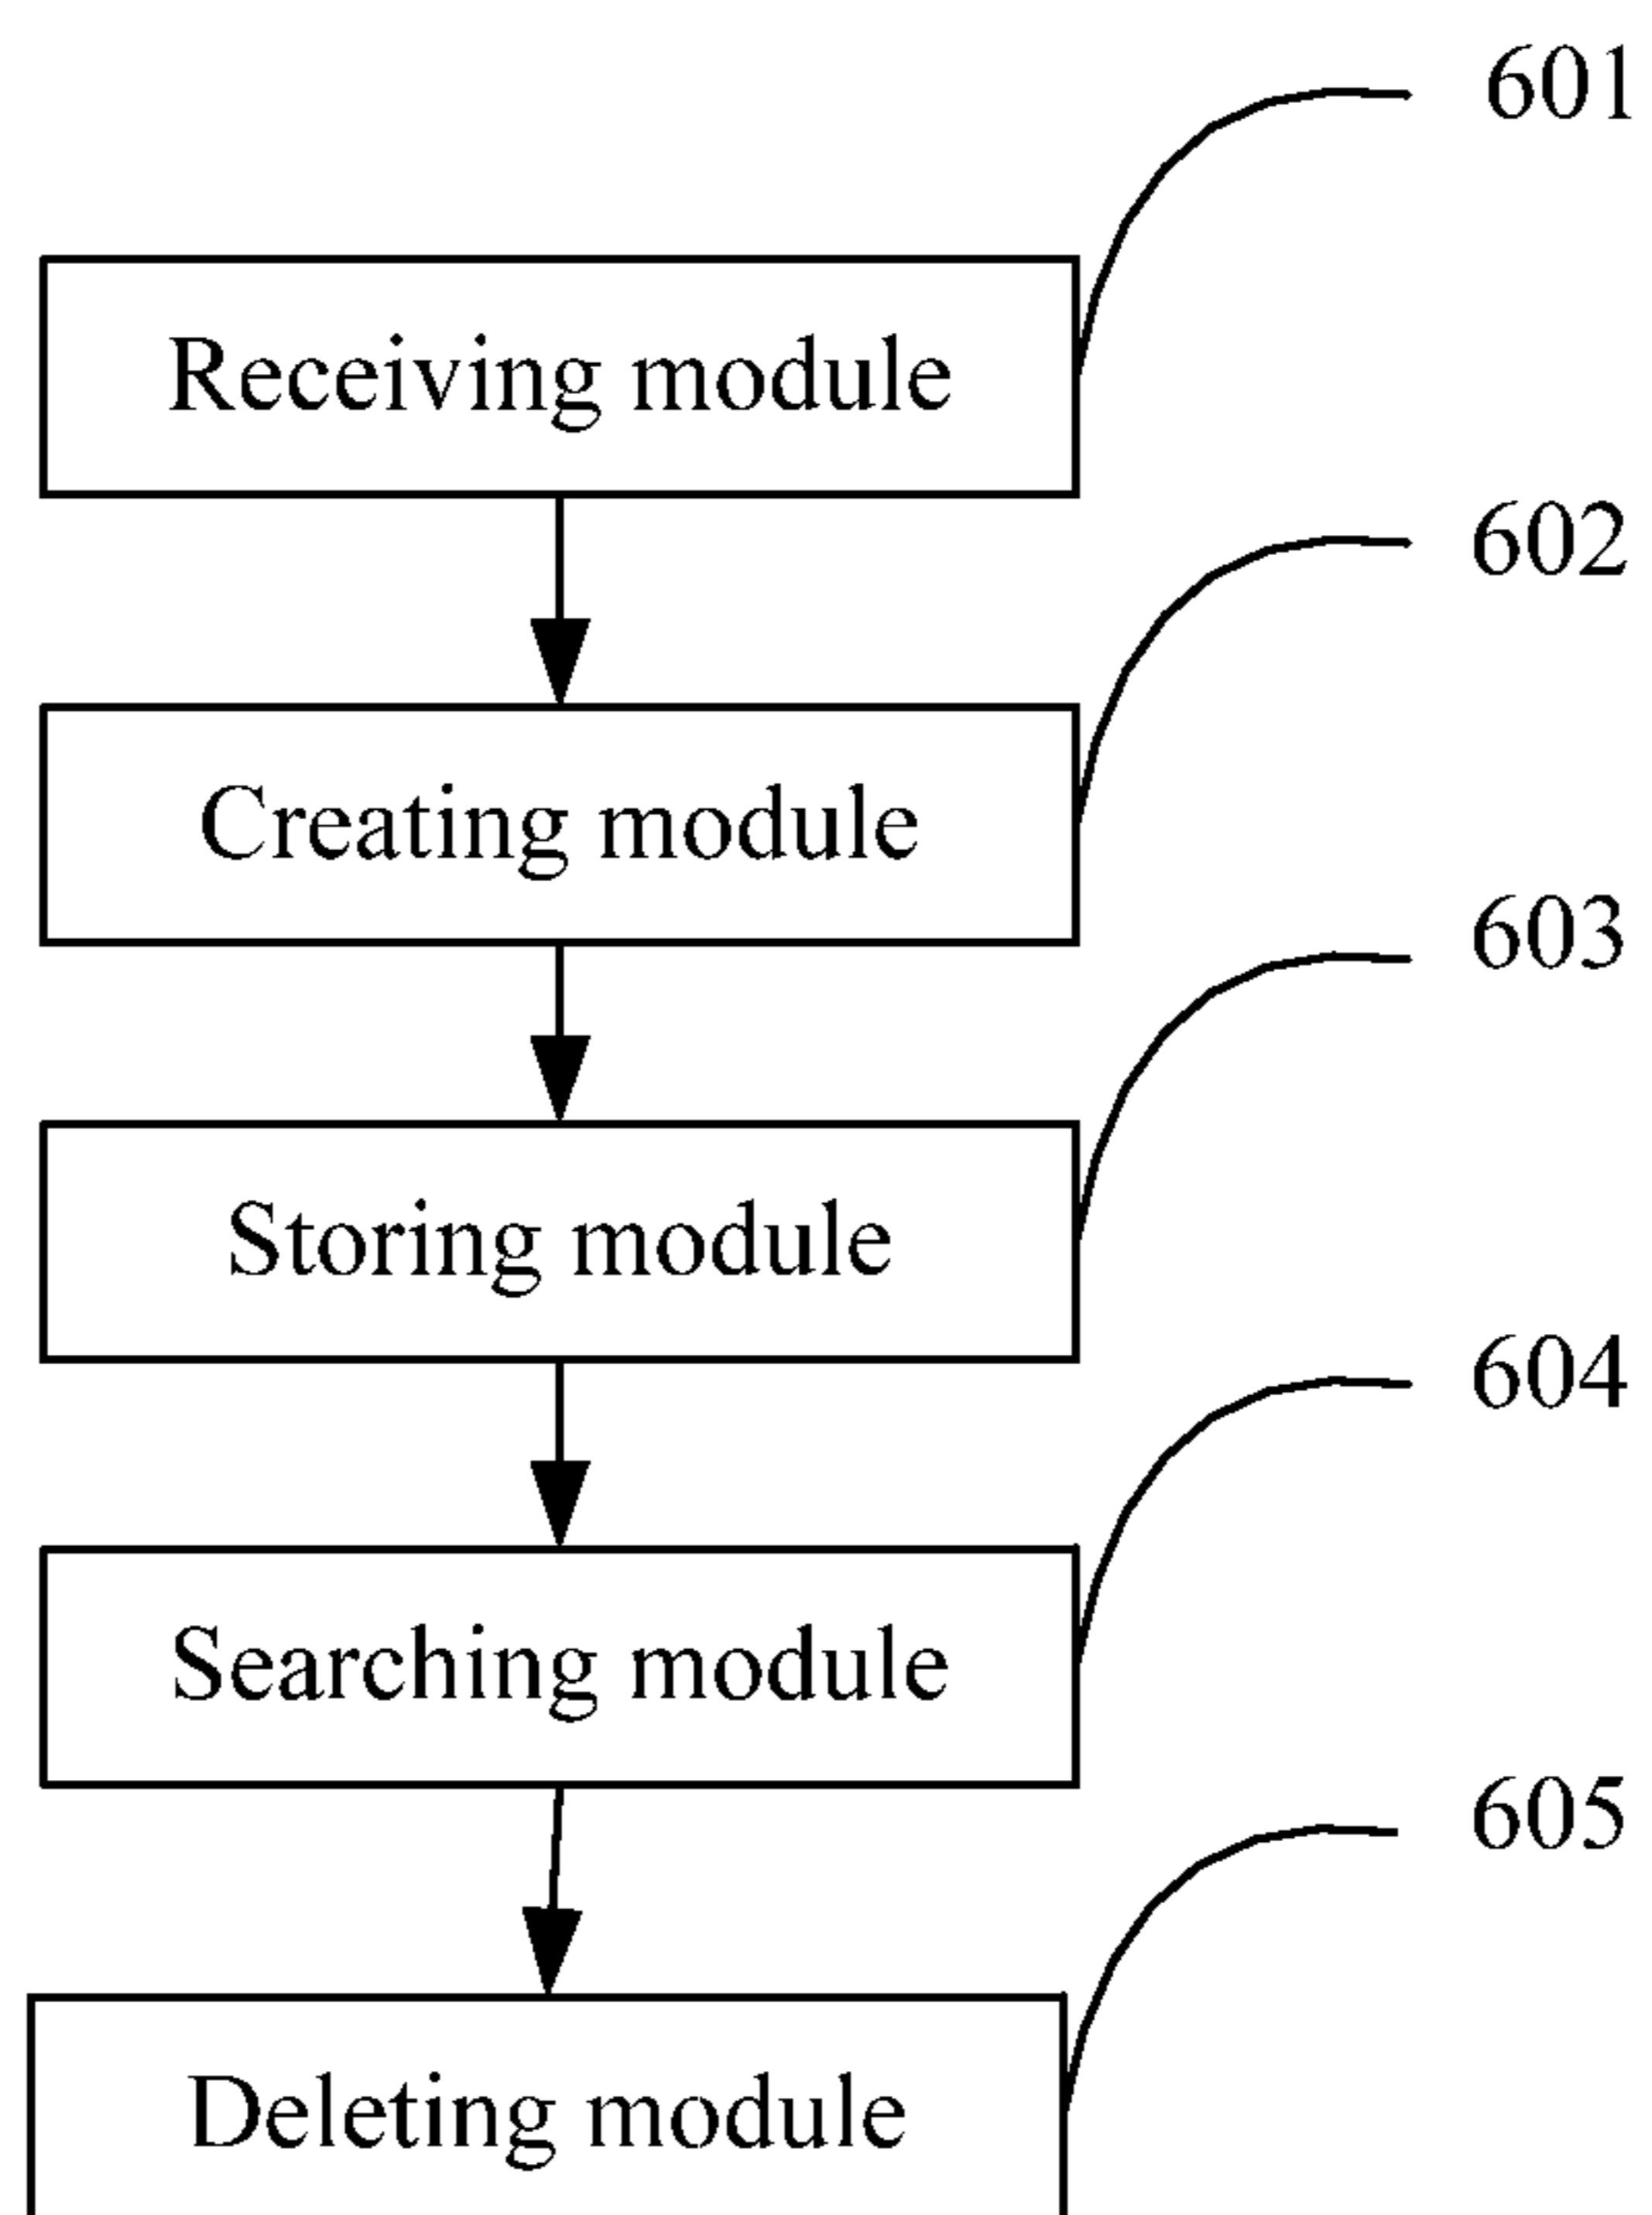 601
Receiving module
602
Creating module
603
Storing module
604
Searching module
605
Deleting module